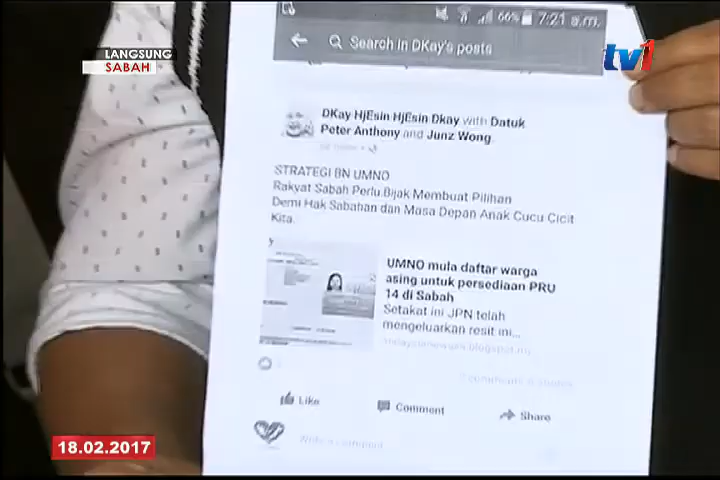 66% 7:21 a.m.
Search in DKay's posts
LANGSUNG
SABAH
tv1
DKay HjEsin HjEsin Dkay with Datuk
Peter Anthony and Junz Wong.
STRATEGI BN UMNO
Rakyat Sabah Perlu Bijak Membuat Pilihan
Demi Hak Sabahan dan Masa Depan Anak Cucu Cicit
Kita.
UMNO mula daftar warga
asing untuk persediaan PRU
14 di Sabah
Setakat ini JPN telah
mengeluarkan resit ini...
Like
Comment
Share
Write a comment
18.02.2017